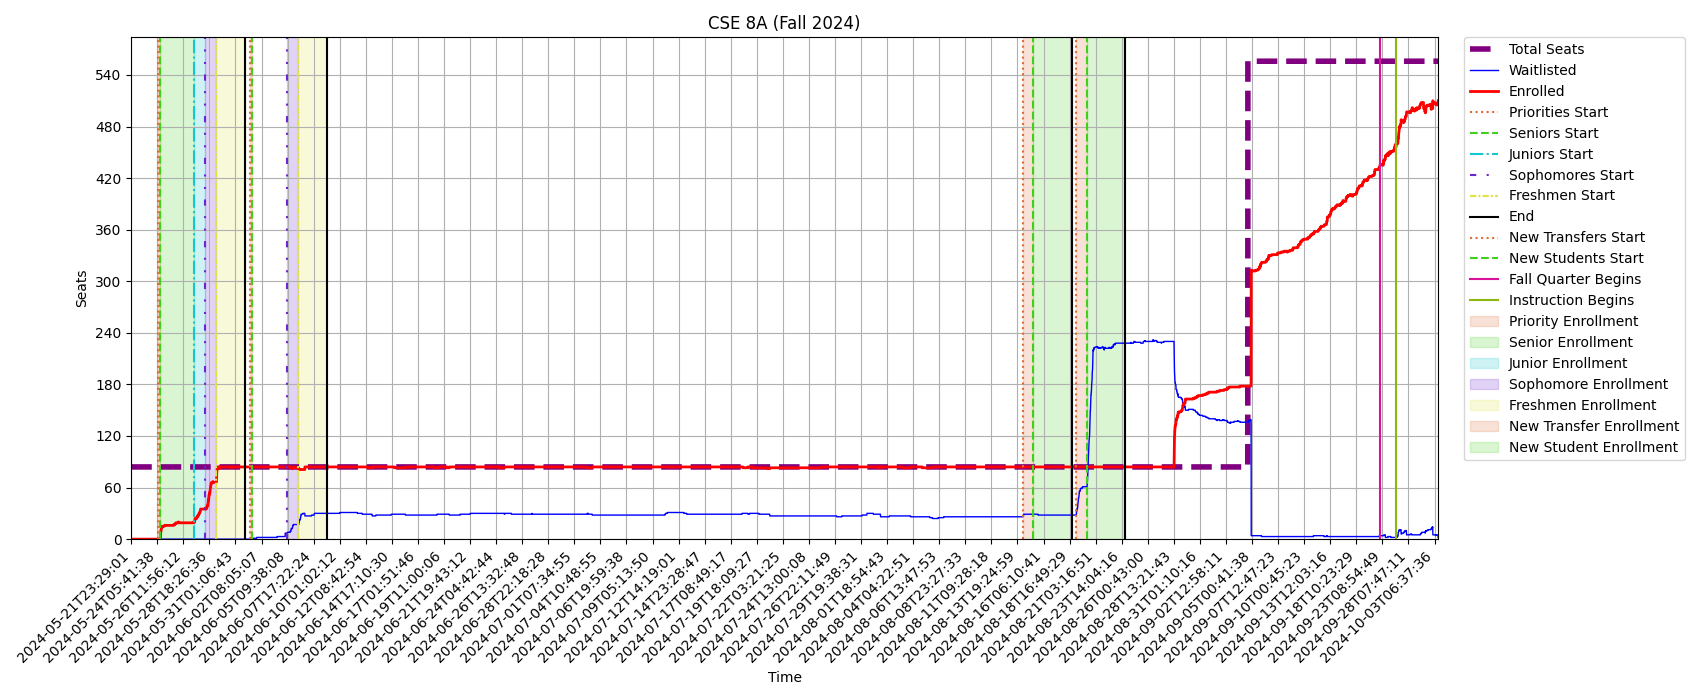 CSE 8A (Fall 2024)
Seats
540
480
420
360
300
240
180
120
60
0
2024-05-21T23:29:01
2024-05-24T05:41:38
2024-05-26T11:56:12
2024-05-28T18:26:36
2024-05-31T01:06:43
2024-06-02T08:05:07
2024-06-05T09:38:08
2024-06-07T17:22:24
2024-06-10T01:02:12
2024-06-12T08:42:54
2024-06-14T17:10:30
2024-06-17T01:51:46
2024-06-19T11:00:06
2024-06-21T19:43:12
2024-06-24T04:42:44
2024-06-26T13:32:48
2024-06-28T22:18:28
2024-07-01T07:34:55
2024-07-04T10:48:55
2024-07-06T19:59:38
2024-07-09T05:13:50
2024-07-12T14:19:01
2024-07-14T23:28:47
2024-07-17T08:49:17
2024-07-19T18:09:27
2024-07-22T03:21:25
2024-07-24T13:00:08
2024-07-26T22:11:49
2024-07-29T19:38:31
2024-08-01T18:54:43
2024-08-04T04:22:51
2024-08-06T13:47:53
2024-08-08T23:27:33
2024-08-11T09:28:18
2024-08-13T19:24:59
2024-08-16T06:10:41
2024-08-18T16:49:29
2024-08-21T03:16:51
2024-08-23T14:04:16
2024-08-26T00:43:00
2024-08-28T13:21:43
2024-08-31T01:10:16
2024-09-02T12:58:11
2024-09-05T00:41:38
2024-09-07T12:47:23
2024-09-10T00:45:23
2024-09-13T12:03:16
2024-09-18T10:23:29
2024-09-23T08:54:49
2024-09-28T07:47:11
2024-10-03T06:37:36
Time
Total Seats
Waitlisted
Enrolled
Priorities Start
Seniors Start
Juniors Start
Sophomores Start
Freshmen Start
End
New Transfers Start
New Students Start
Fall Quarter Begins
Instruction Begins
Priority Enrollment
Senior Enrollment
Junior Enrollment
Sophomore Enrollment
Freshmen Enrollment
New Transfer Enrollment
New Student Enrollment